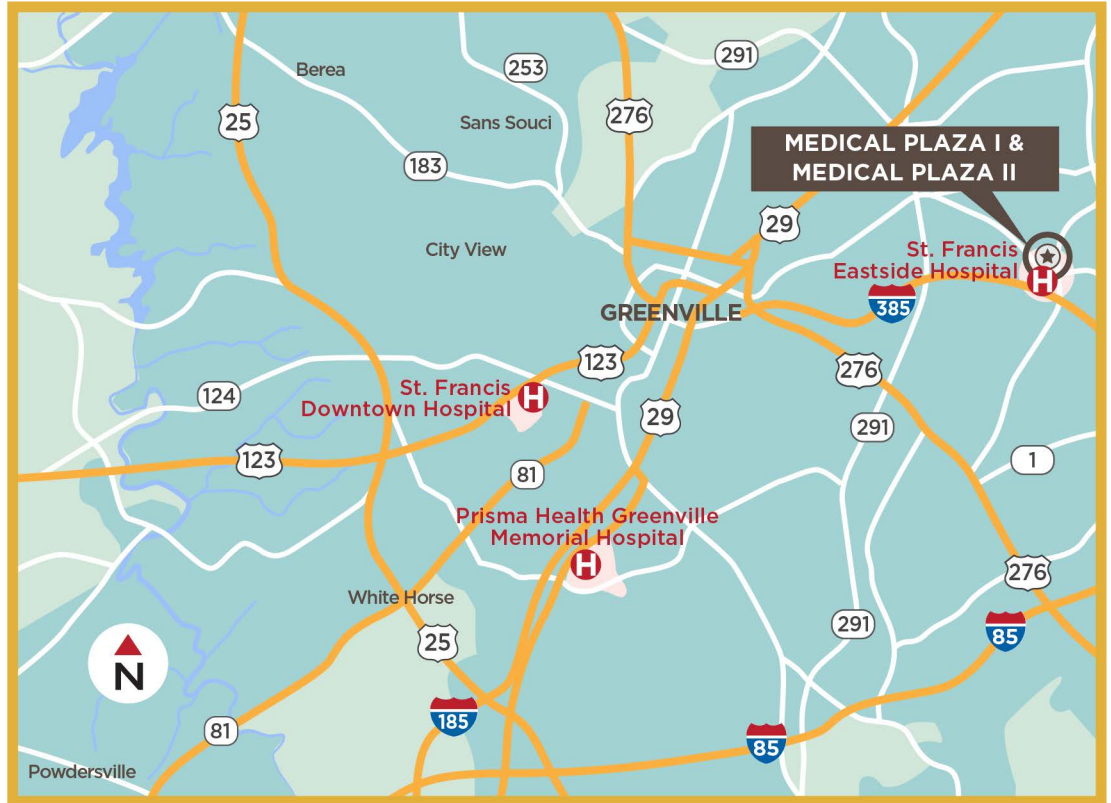 291
Berea
253
25
276
Sans Souci
MEDICAL PLAZA I &
MEDICAL PLAZA II
183
29
City View
St. Francis
Eastside Hospital
H
385
GREENVILLE
123
276
St. Francis
Downtown Hospital
H
124
29
291
123
81
1
Prisma Health Greenville
Memorial Hospital
H
276
White Horse
25
291
85
N
185
81
85
Powdersville